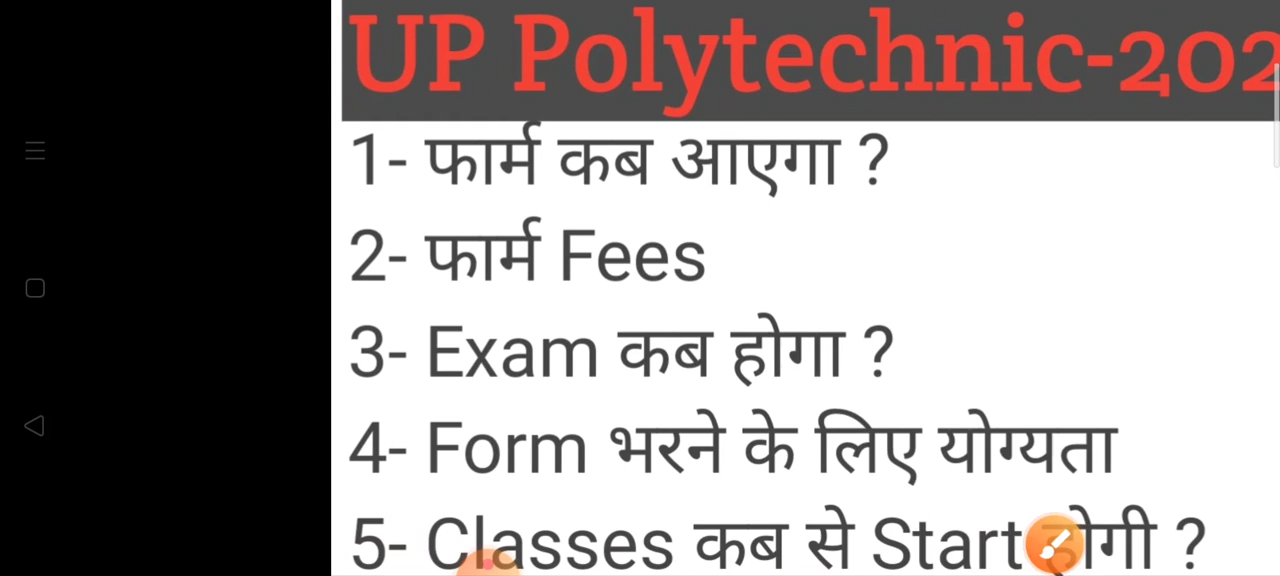 UP Polytechnic-202
1- फार्म कब आएगा ?
2- फार्म Fees
3- Exam कब होगा ?
4- Form भरने के लिए योग्यता
5- Classes कब से Start होगी ?